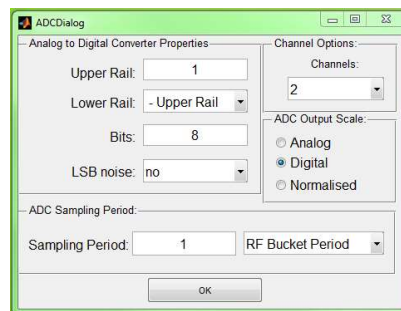 ADCDialog
Analog to Digital Converter Properties
Upper Rail: 1
Lower Rail: - Upper Rail
Bits: 8
LSB noise: no
Channel Options:
Channels:
2
ADC Output Scale:
Analog
Digital
Normalised
ADC Sampling Period:
Sampling Period: 1 RF Bucket Period
OK